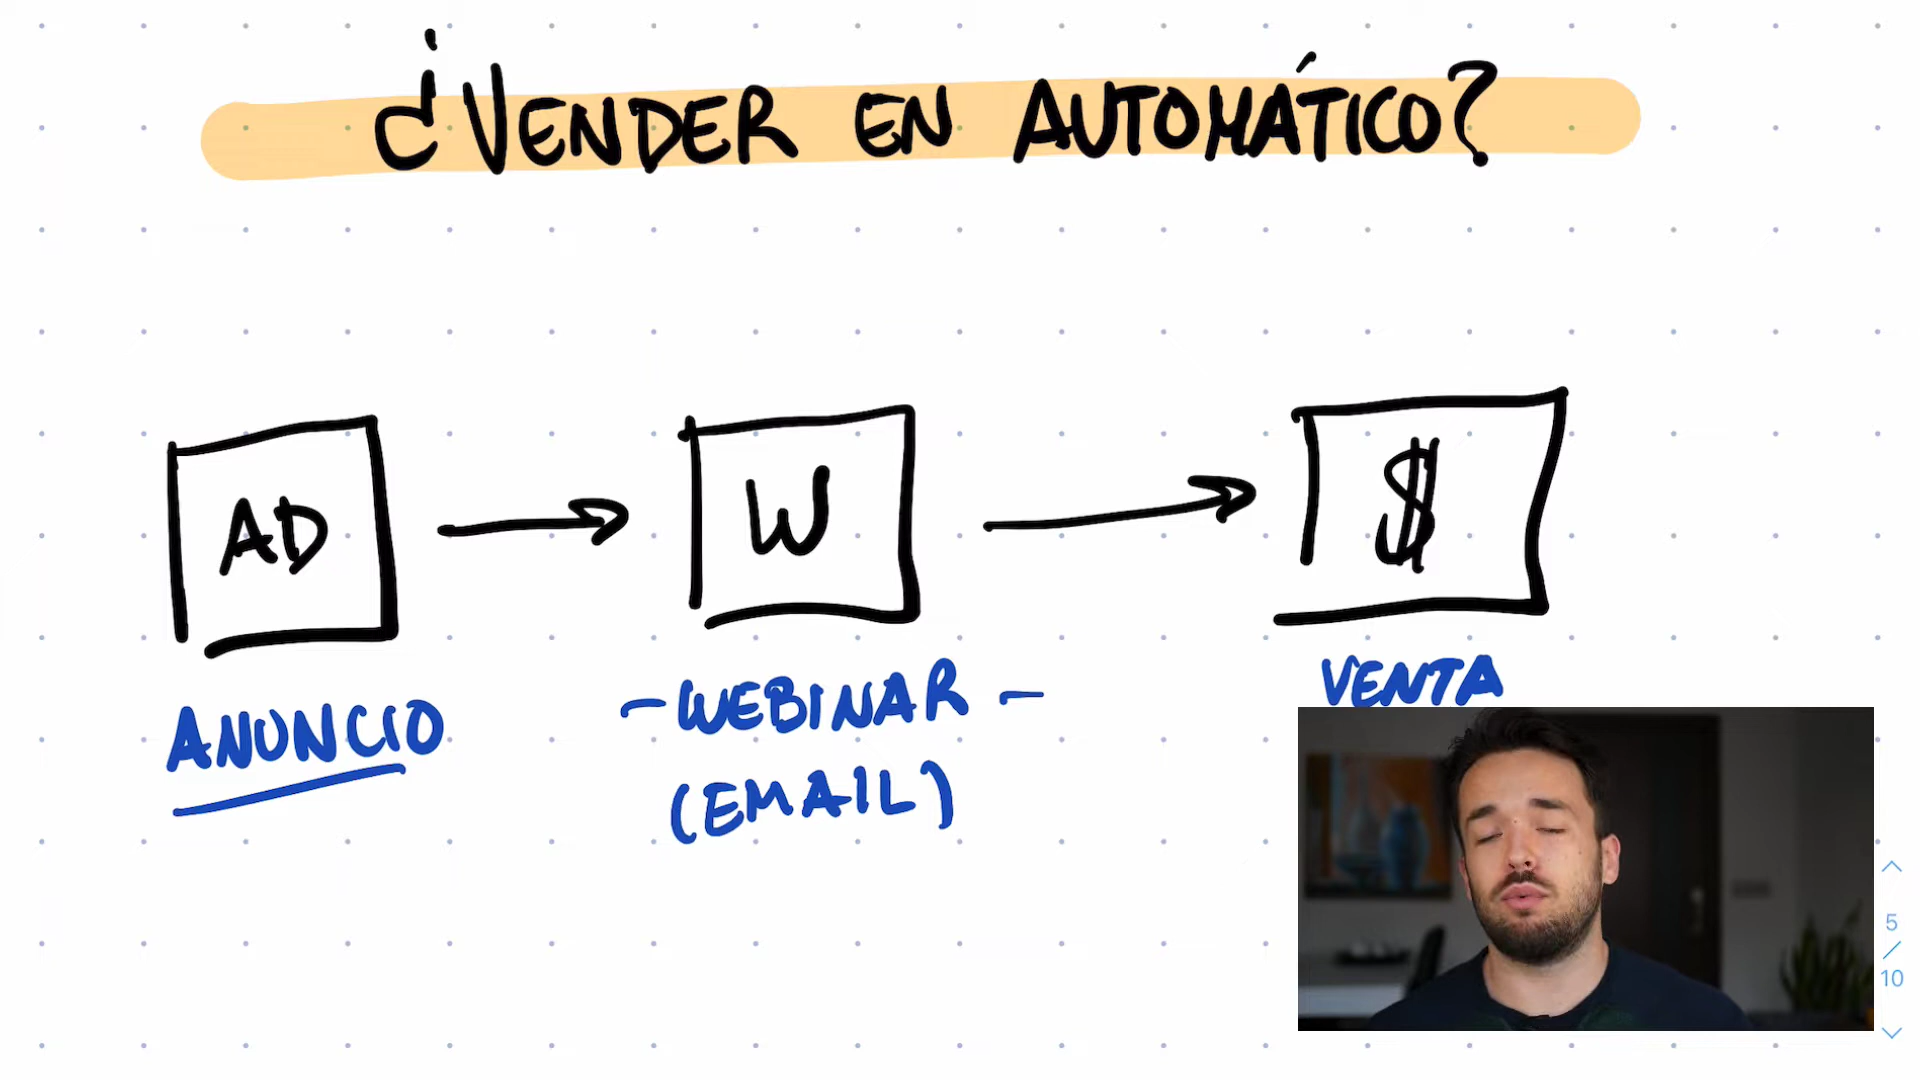 ¿VENDER EN AUTOMÁTICO?
AD
W
$
ANUNCIO
-WEBINAR-
(EMAIL)
VENTA
5
/
10